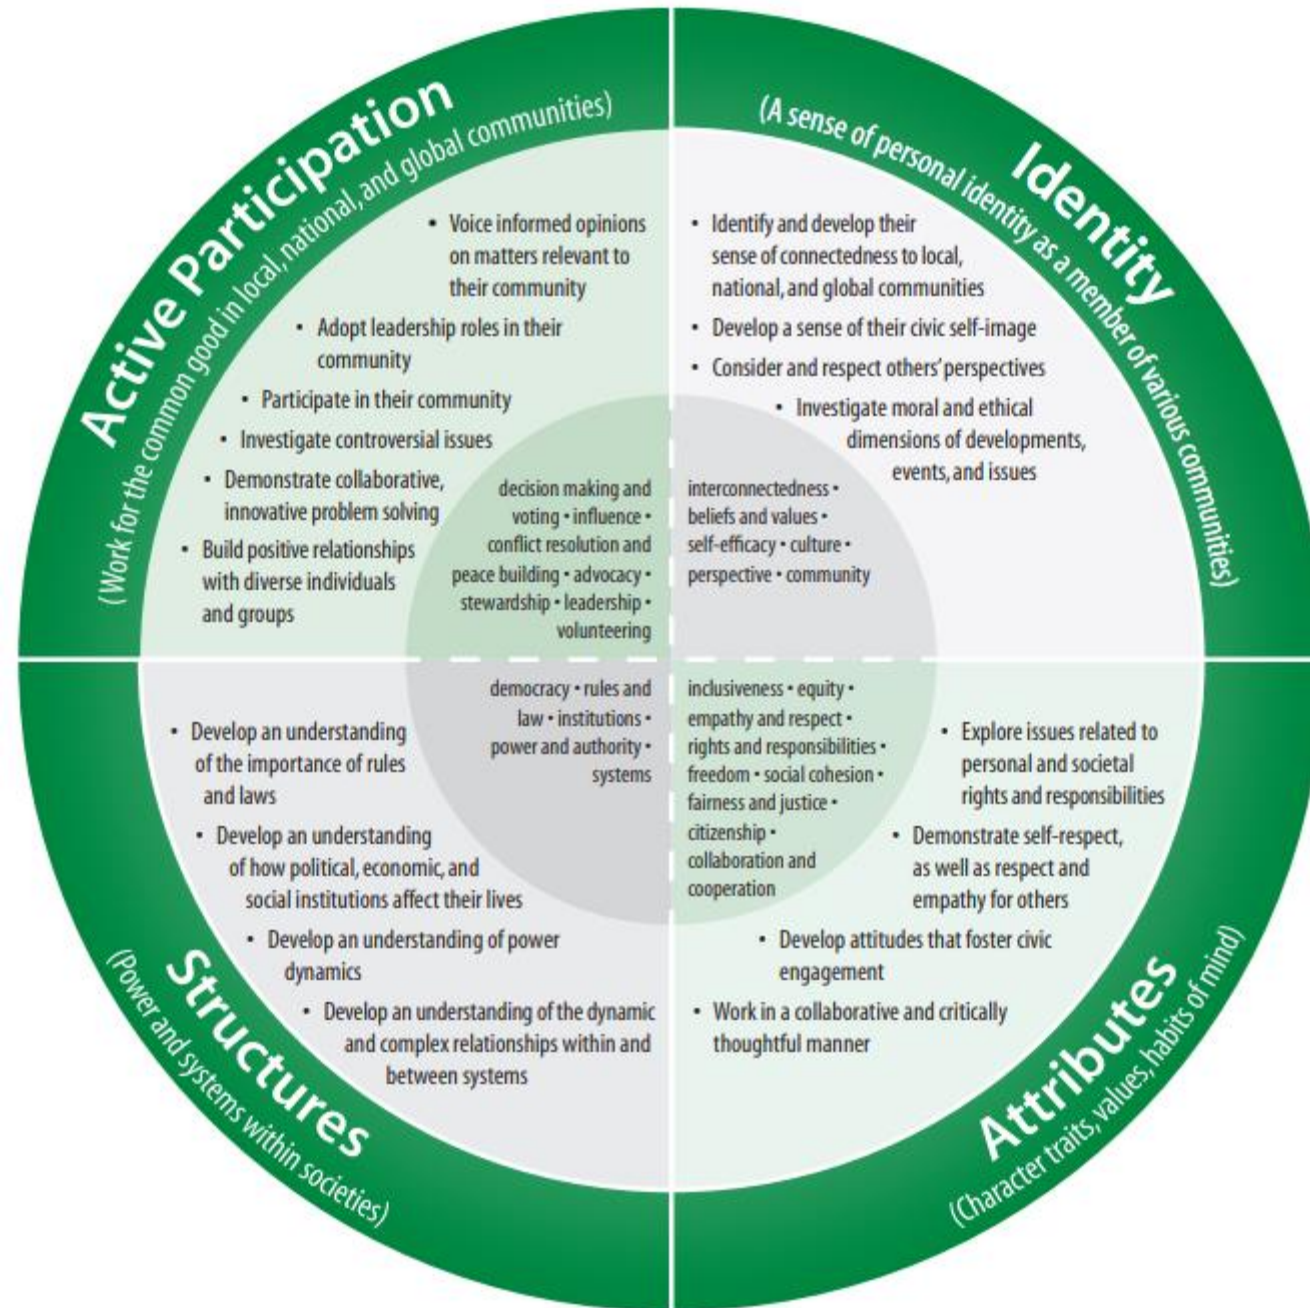 Active Participation
(Work for the common good in local, national, and global communities)
• Voice informed opinions
on matters relevant to
their community
• Adopt leadership roles in their
community
• Participate in their community
• Investigate controversial issues
• Demonstrate collaborative,
innovative problem solving
• Build positive relationships
with diverse individuals
and groups
decision making and
voting • influence •
conflict resolution and
peace building • advocacy •
stewardship • leadership •
volunteering
Identity
(A sense of personal identity as a member of various communities)
• Identify and develop their
sense of connectedness to local,
national, and global communities
• Develop a sense of their civic self-image
• Consider and respect others' perspectives
• Investigate moral and ethical
dimensions of developments,
events, and issues
interconnectedness •
beliefs and values •
self-efficacy • culture •
perspective • community
Structures
(Power and systems within societies)
democracy • rules and
law • institutions •
power and authority •
systems
• Develop an understanding
of the importance of rules
and laws
• Develop an understanding
of how political, economic, and
social institutions affect their lives
• Develop an understanding of power
dynamics
• Develop an understanding of the dynamic
and complex relationships within and
between systems
Attributes
(Character traits, values, habits of mind)
inclusiveness • equity •
empathy and respect •
rights and responsibilities •
freedom • social cohesion •
fairness and justice •
citizenship •
collaboration and
cooperation
• Explore issues related to
personal and societal
rights and responsibilities
• Demonstrate self-respect,
as well as respect and
empathy for others
• Develop attitudes that foster civic
engagement
• Work in a collaborative and critically
thoughtful manner